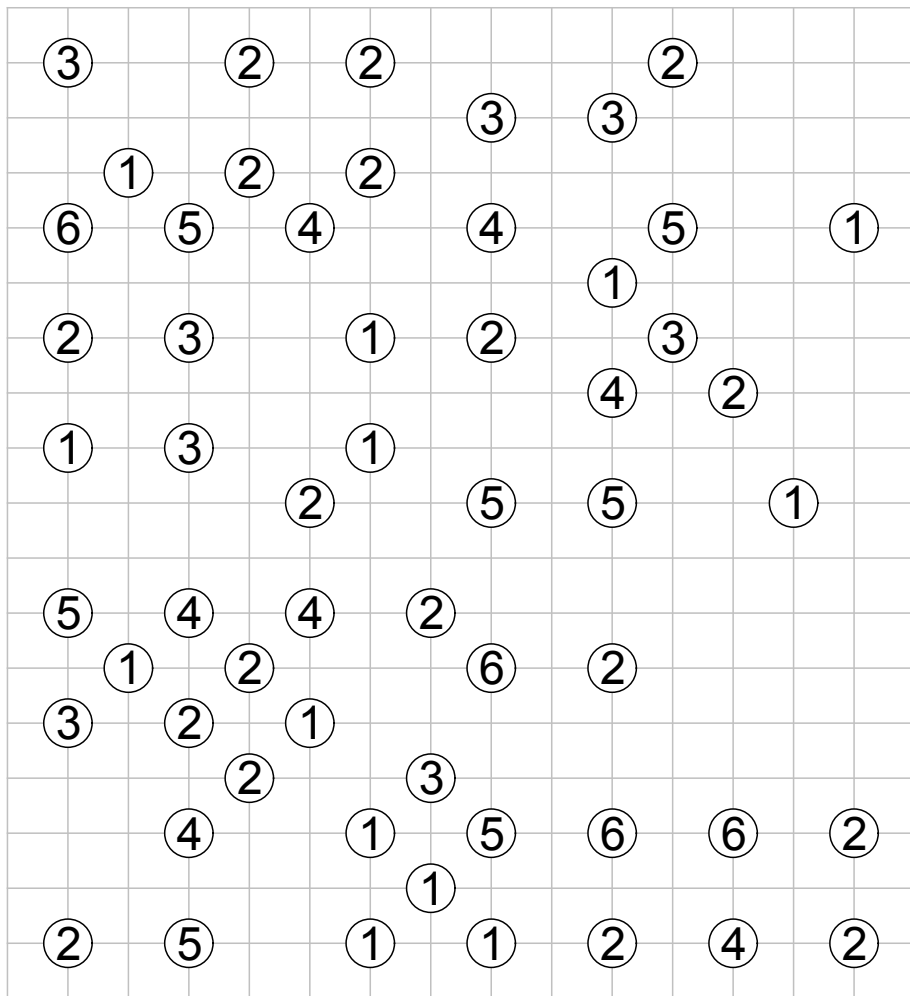 3 2 2 2
3 3
1 2 2
6 5 4 4 5 1
1
2 3 1 2 3
4 2
1 3 1
2 5 5 1
5 4 4 2
1 2 6 2
3 2 1
2 3
4 1 5 6 6 2
1
2 5 1 1 2 4 2